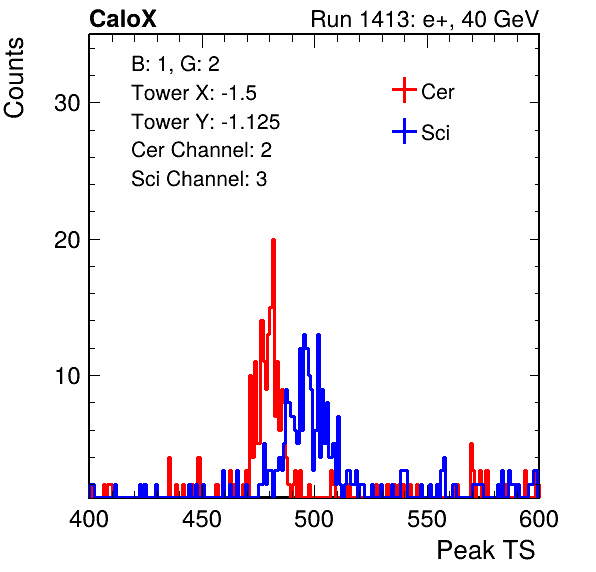 CaloX Run 1413: e+, 40 GeV
Counts
B: 1, G: 2
Tower X: -1.5
Tower Y: -1.125
Cer Channel: 2
Sci Channel: 3
Cer
Sci
30
20
10
400 450 500 550 600
Peak TS